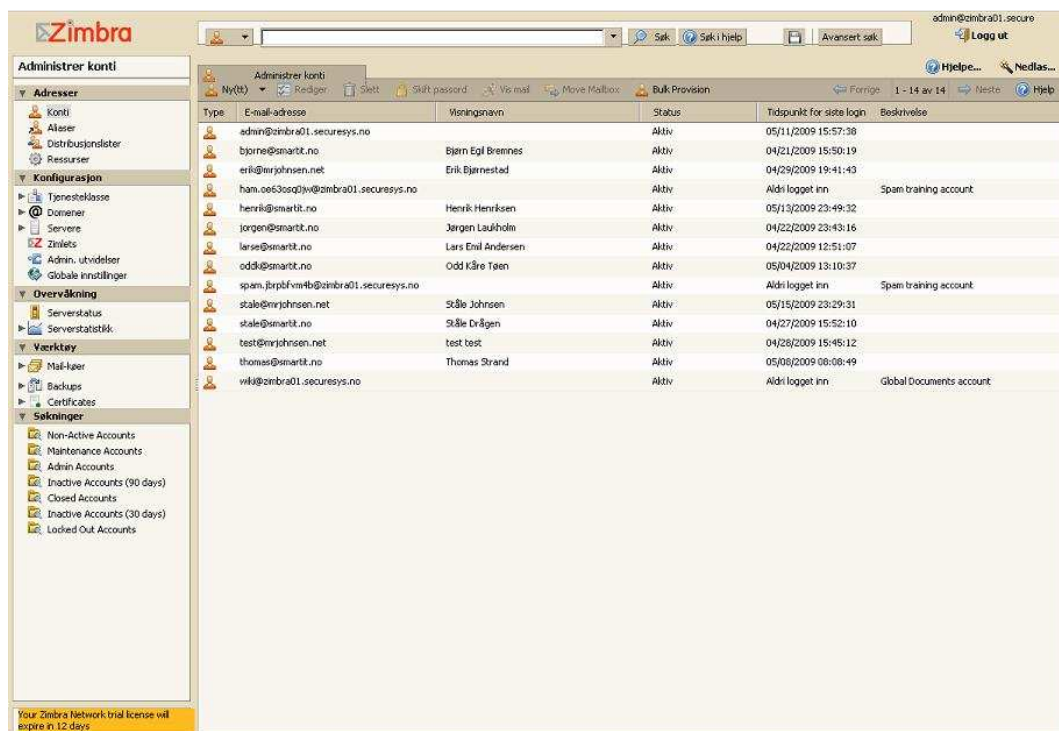 Zimbra
admin@zimbra01.secure
Søk
Søk i hjelp
Avansert søk
Logg ut
Administrer konti
Administrer konti
Hjelpe...
Nedlas...
Ny(tt)
Rediger
Slett
Skift passord
Vis mail
Move Mailbox
Bulk Provision
Forrige
1 - 14 av 14
Neste
Hjelp
Adresser
Konti
Aliaser
Distribusjonslister
Ressurser
Konfigurasjon
Tjenesteklasse
Domener
Servere
Zimlets
Admin. utvidelser
Globale innstillinger
Overvåkning
Serverstatus
Serverstatistikk
Værktøy
Mail-køer
Backups
Certificates
Søkninger
Non-Active Accounts
Maintenance Accounts
Admin Accounts
Inactive Accounts (90 days)
Closed Accounts
Inactive Accounts (30 days)
Locked Out Accounts
Your Zimbra Network trial license will
expire in 12 days
Type E-mail-adresse Visningsnavn Status Tidspunkt for siste login Beskrivelse
admin@zimbra01.securesys.no Aktiv 05/11/2009 15:57:38
bjorne@smartit.no Bjørn Egil Bremnes Aktiv 04/21/2009 15:50:19
erik@mrjohnsen.net Erik Bjørnestad Aktiv 04/29/2009 19:41:43
ham.oe63osq0jw@zimbra01.securesys.no Aktiv Aldri logget inn Spam training account
henrik@smartit.no Henrik Henriksen Aktiv 05/13/2009 23:49:32
jorgen@smartit.no Jørgen Laukholm Aktiv 04/22/2009 23:43:16
larse@smartit.no Lars Emil Andersen Aktiv 04/22/2009 12:51:07
oddk@smartit.no Odd Kåre Tøen Aktiv 05/04/2009 13:10:37
spam.jbrpbfvm4b@zimbra01.securesys.no Aktiv Aldri logget inn Spam training account
stale@mrjohnsen.net Ståle Johnsen Aktiv 05/15/2009 23:29:31
stale@smartit.no Ståle Drågen Aktiv 04/27/2009 15:52:10
test@mrjohnsen.net test test Aktiv 04/28/2009 15:45:12
thomas@smartit.no Thomas Strand Aktiv 05/08/2009 08:08:49
wiki@zimbra01.securesys.no Aktiv Aldri logget inn Global Documents account